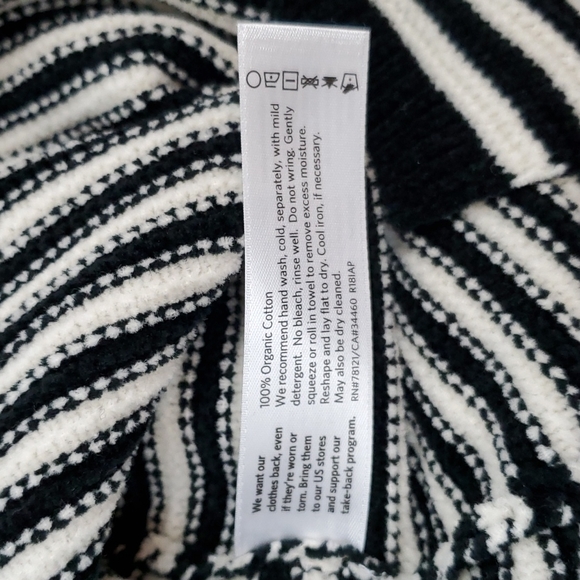 100% Organic Cotton
We recommend hand wash, cold, separately, with mild
detergent. No bleach, rinse well. Do not wring. Gently
squeeze or roll in towel to remove excess moisture.
Reshape and lay flat to dry. Cool iron, if necessary.
May also be dry cleaned.
RN#78121/CA#34460 R18IAP
We want our
clothes back, even
if they're worn or
torn. Bring them
to our US stores
and support our
take-back program.